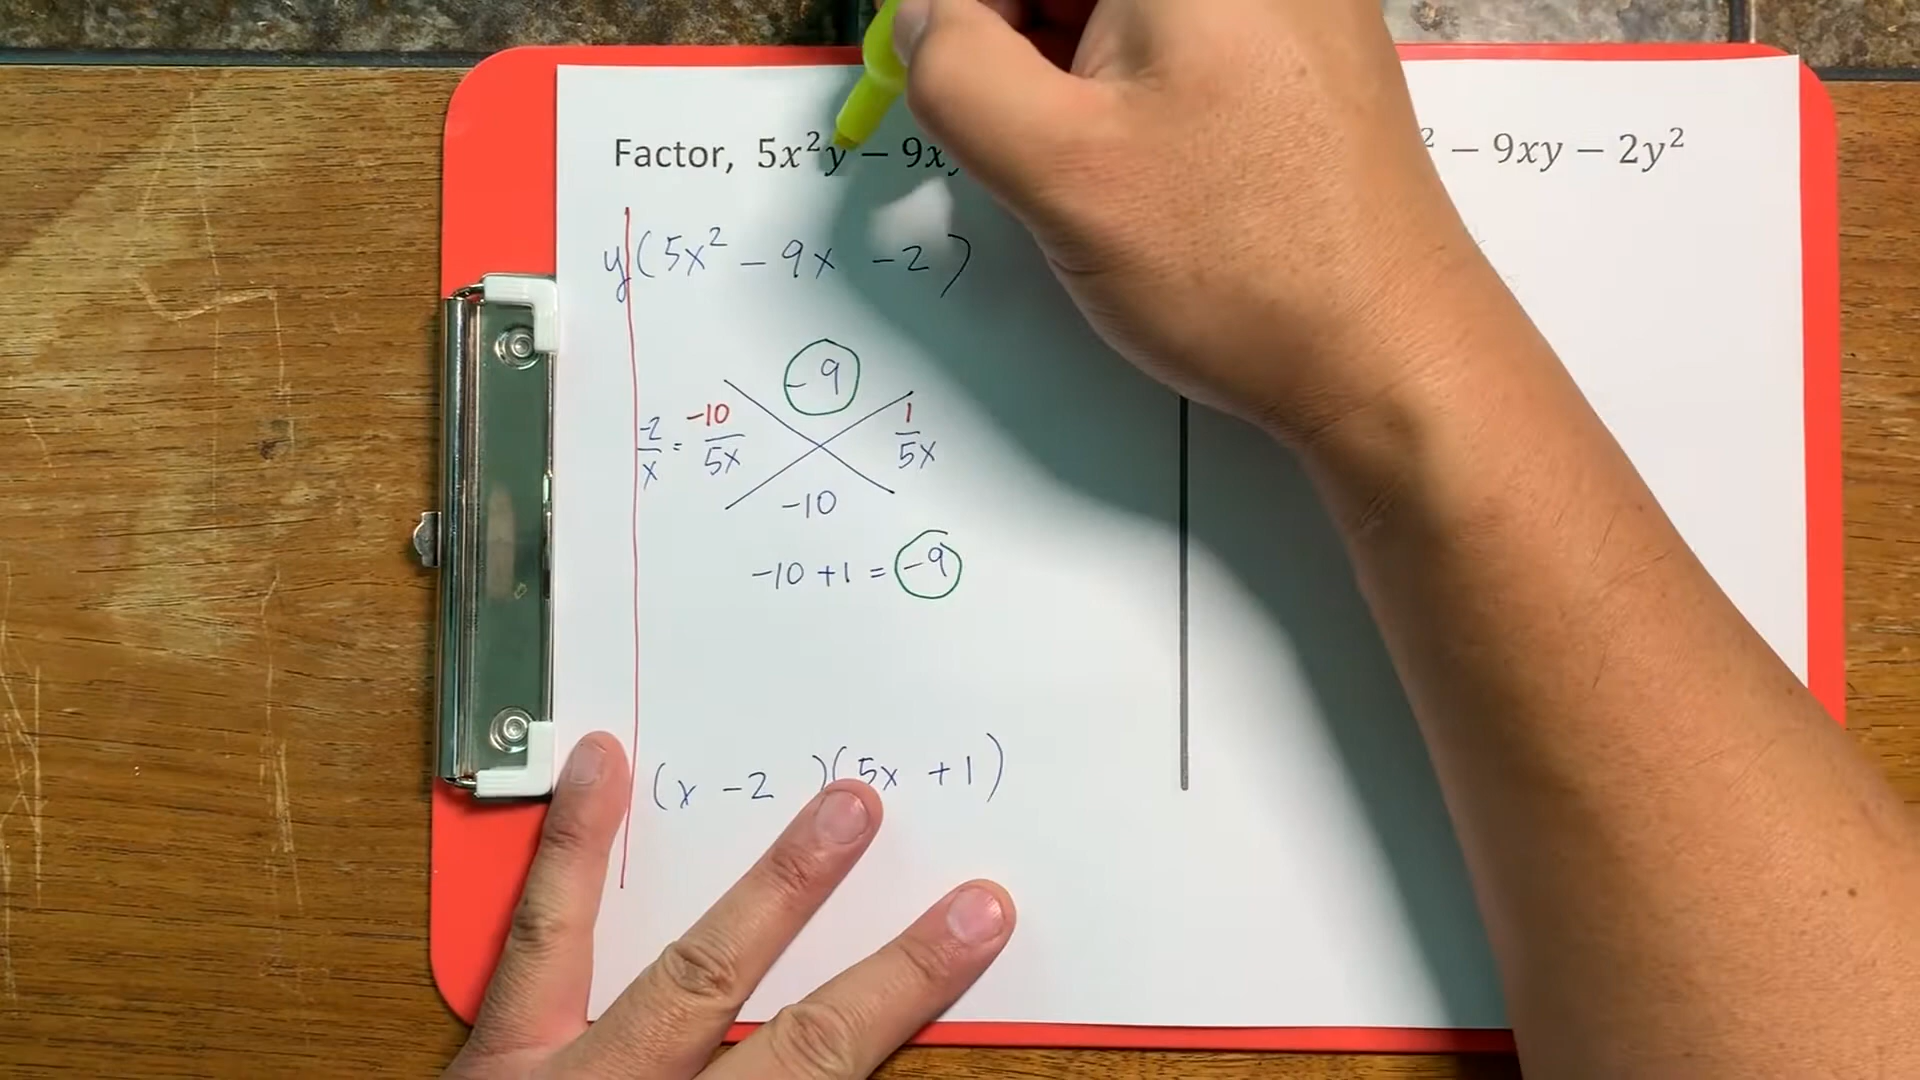 Factor, 5x²y − 9x
² − 9xy − 2y²
y(5x² − 9x − 2)
−9
-2/x = −10/5x
1/5x
−10
−10 + 1 = −9
(x − 2 )(5x + 1)